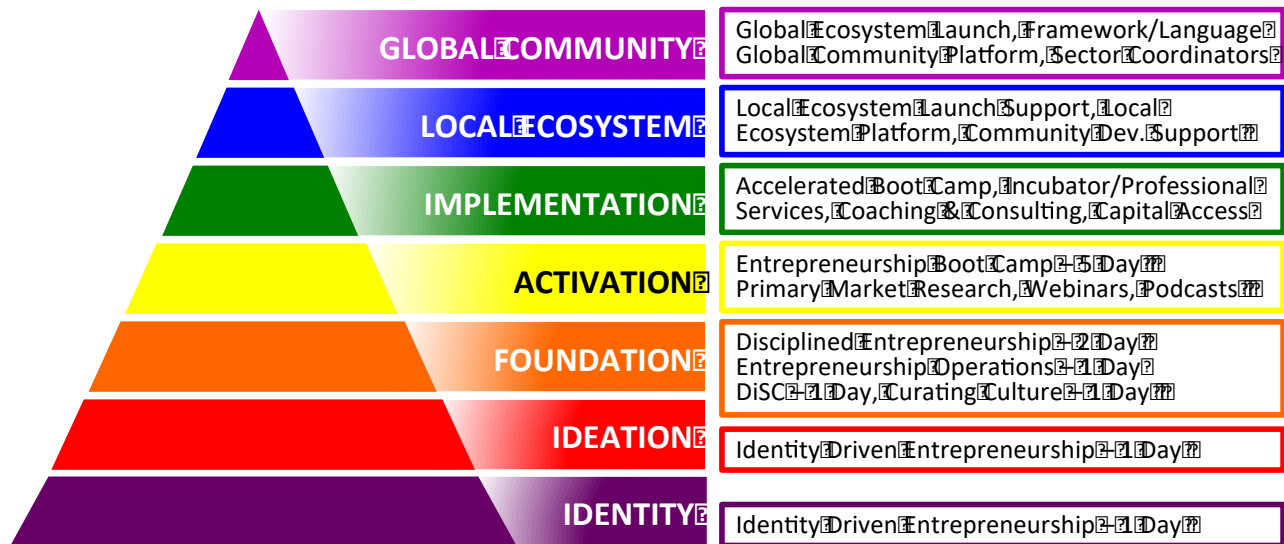 GLOBAL COMMUNITY
Global Ecosystem Launch, Framework/Language
Global Community Platform, Sector Coordinators
LOCAL ECOSYSTEM
Local Ecosystem Launch Support, Local
Ecosystem Platform, Community Dev. Support
IMPLEMENTATION
Accelerated Boot Camp, Incubator/Professional
Services, Coaching & Consulting, Capital Access
ACTIVATION
Entrepreneurship Boot Camp – 5 Day
Primary Market Research, Webinars, Podcasts
FOUNDATION
Disciplined Entrepreneurship – 2 Day
Entrepreneurship Operations – 1 Day
DiSC – 1 Day, Curating Culture – 1 Day
IDEATION
Identity Driven Entrepreneurship – 1 Day
IDENTITY
Identity Driven Entrepreneurship – 1 Day